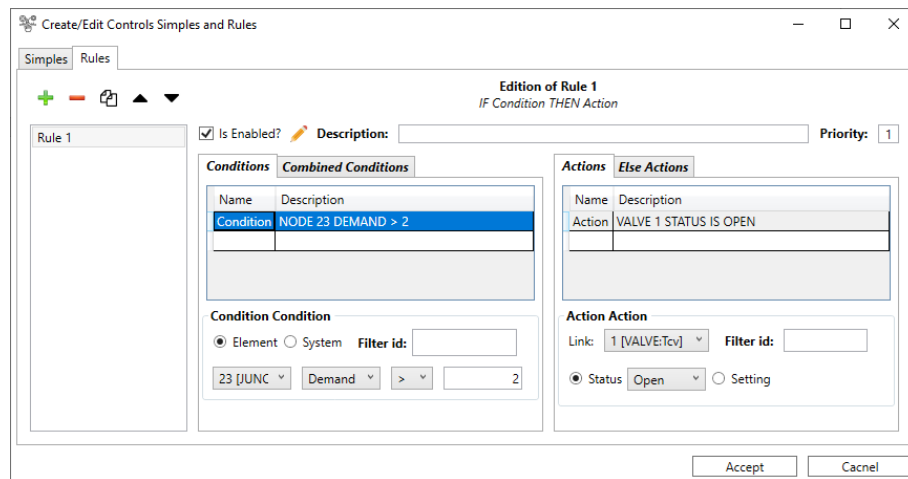 Create/Edit Controls Simples and Rules
Simples Rules
Edition of Rule 1
IF Condition THEN Action
Rule 1
Is Enabled? Description: Priority: 1
Conditions Combined Conditions
Name Description
Condition NODE 23 DEMAND > 2
Condition Condition
Element System Filter id:
23 [JUNC Demand > 2
Actions Else Actions
Name Description
Action VALVE 1 STATUS IS OPEN
Action Action
Link: 1 [VALVE:Tcv] Filter id:
Status Open Setting
Accept Cacnel